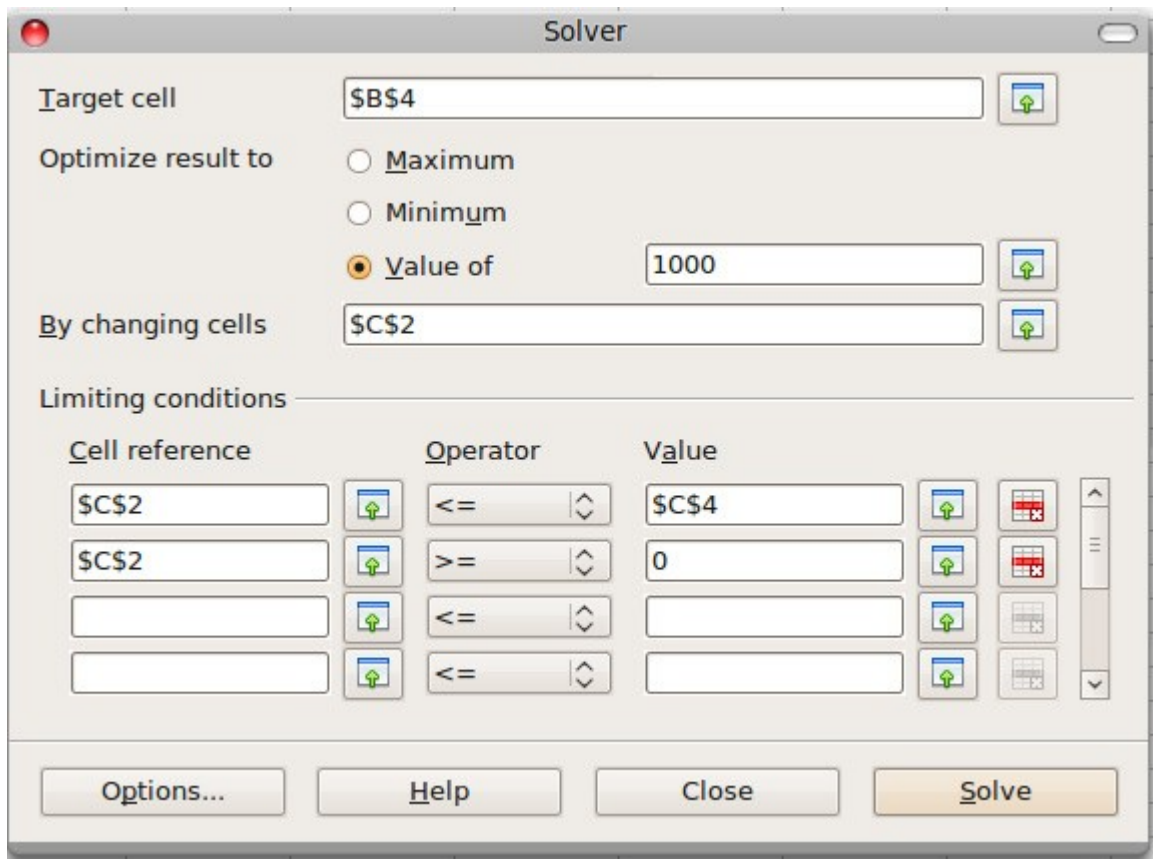 Solver
Target cell $B$4
Optimize result to Maximum
Minimum
Value of 1000
By changing cells $C$2
Limiting conditions
Cell reference Operator Value
$C$2 <= $C$4
$C$2 >= 0
<=
<=
Options... Help Close Solve